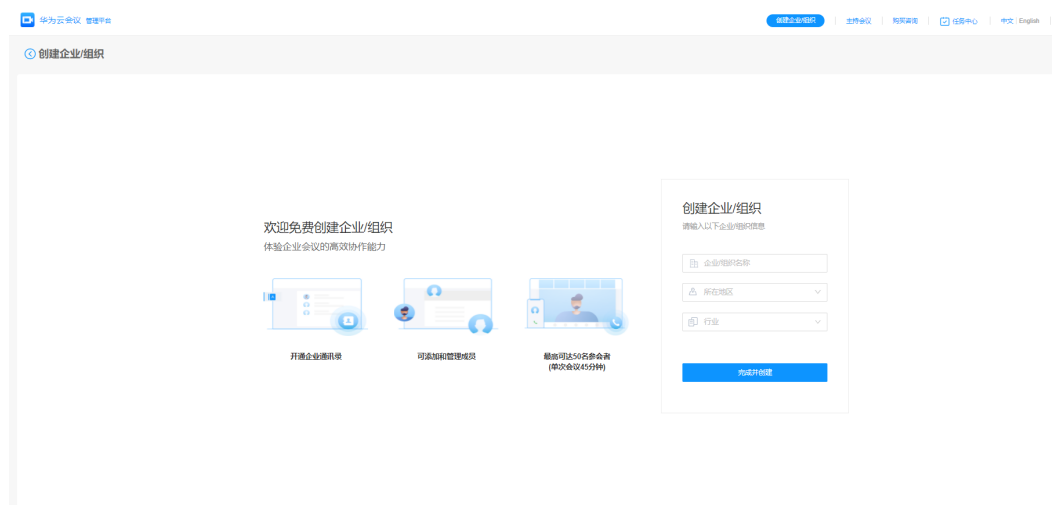 华为云会议 管理平台
创建企业/组织
主持会议
购买咨询
任务中心
中文 English
创建企业/组织
欢迎免费创建企业/组织
体验企业会议的高效协作能力
开通企业通讯录
可添加和管理成员
最高可达50名参会者
(单次会议45分钟)
创建企业/组织
请输入以下企业/组织信息
企业/组织名称
所在地区
行业
完成并创建